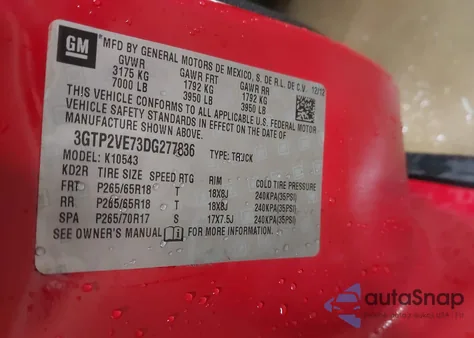 GM
MFD BY GENERAL MOTORS DE MEXICO, S. DE R.L. DE C.V. 12/12
GVWR GAWR FRT GAWR RR
3175 KG 1792 KG 1792 KG
7000 LB 3950 LB 3950 LB
THIS VEHICLE CONFORMS TO ALL APPLICABLE U.S. FEDERAL MOTOR
VEHICLE SAFETY STANDARDS IN EFFECT ON THE DATE OF
MANUFACTURE SHOWN ABOVE.
3GTP2VE73DG277836 TYPE: TRUCK
MODEL: K10543
KD2R TIRE SIZE SPEED RTG RIM COLD TIRE PRESSURE
FRT P265/65R18 T 18X8J 240KPA(35PSI)
RR P265/65R18 T 18X8J 240KPA(35PSI)
SPA P265/70R17 S 17X7.5J 240KPA(35PSI)
SEE OWNER'S MANUAL i FOR MORE INFORMATION.
autoSnap